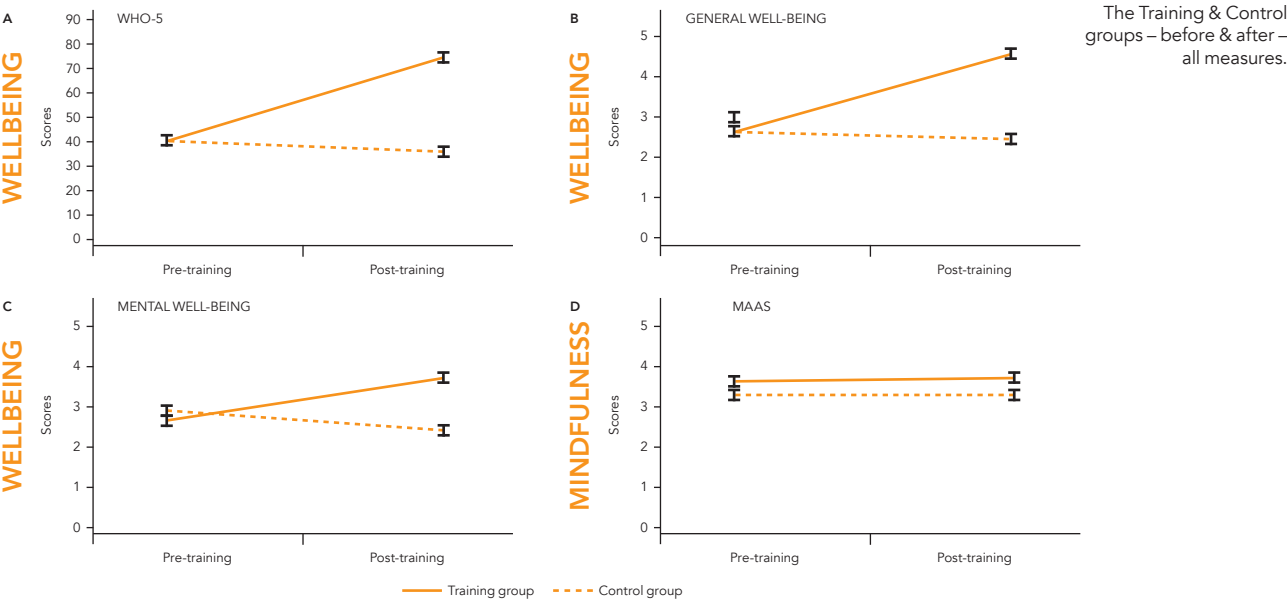 A
WHO-5
WELLBEING
Scores
90
80
70
60
50
40
30
20
10
0
Pre-training
Post-training
B
GENERAL WELL-BEING
WELLBEING
Scores
5
4
3
2
1
0
Pre-training
Post-training
The Training & Control
groups – before & after –
all measures.
C
MENTAL WELL-BEING
WELLBEING
Scores
5
4
3
2
1
0
Pre-training
Post-training
D
MAAS
MINDFULNESS
Scores
5
4
3
2
1
0
Pre-training
Post-training
Training group
Control group